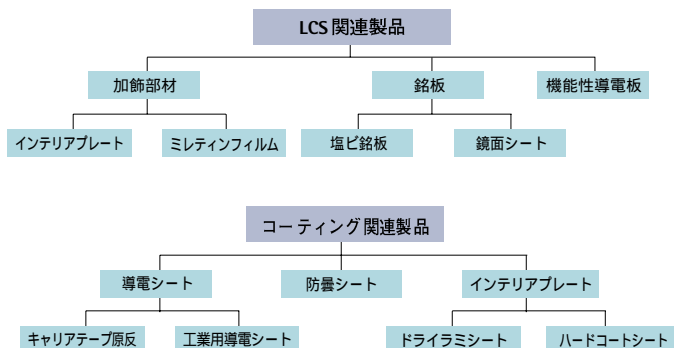 LCS 関連製品
加飾部材
銘板
機能性導電板
インテリアプレート
ミレティンフィルム
塩ビ銘板
鏡面シート
コーティング関連製品
導電シート
防曇シート
インテリアプレート
キャリアテープ原反
工業用導電シート
ドライラミシート
ハードコートシート